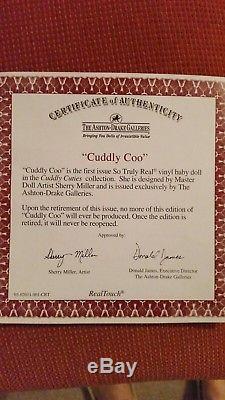 CERTIFICATE OF AUTHENTICITY
THE ASHTON-DRAKE GALLERIES
Bringing You Dolls of Irresistible Value
"Cuddly Coo"
"Cuddly Coo" is the first issue So Truly Real® vinyl baby doll
in the Cuddly Cuties collection. She is designed by Master
Doll Artist Sherry Miller and is issued exclusively by The
Ashton-Drake Galleries.
Upon the retirement of this issue, no more of this edition of
"Cuddly Coo" will ever be produced. Once the edition is
retired, it will never be reopened.
Approved by:
Sherry Miller Donald James
Sherry Miller, Artist Donald James, Executive Director
The Ashton-Drake Galleries
RealTouch®